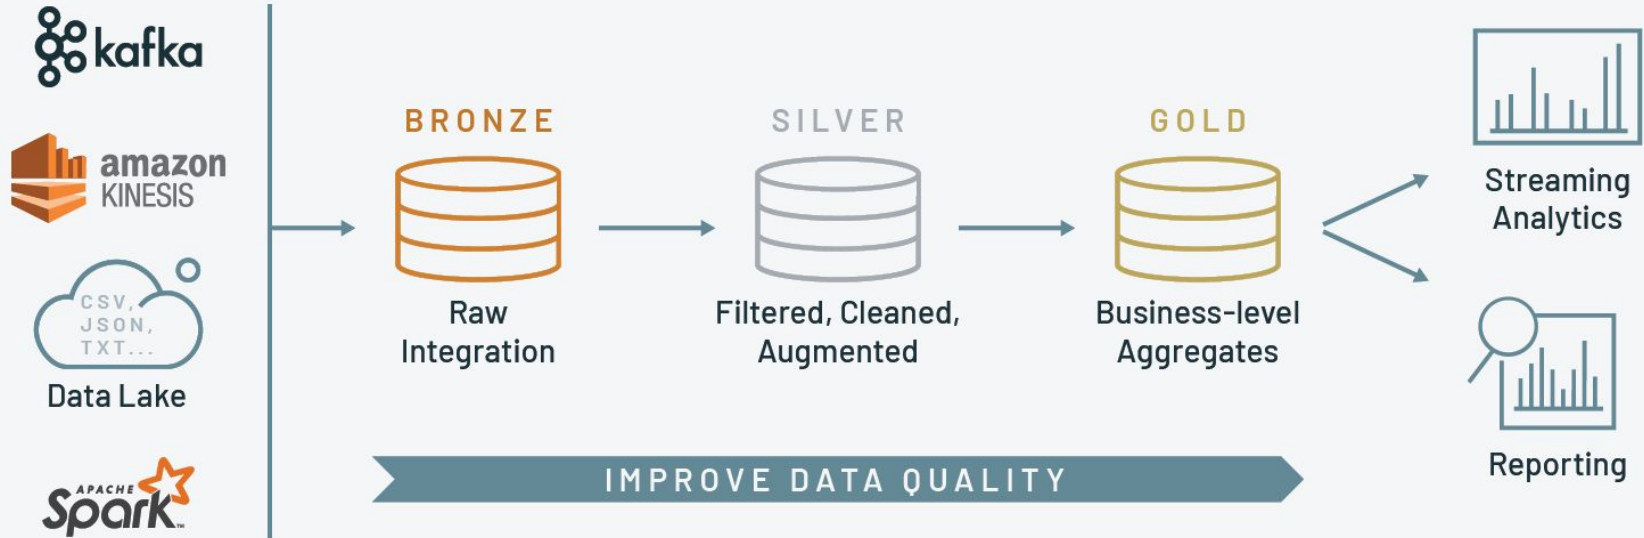 kafka
amazon
KINESIS
CSV,
JSON,
TXT...
Data Lake
APACHE
Spark™
BRONZE
Raw
Integration
SILVER
Filtered, Cleaned,
Augmented
GOLD
Business-level
Aggregates
IMPROVE DATA QUALITY
Streaming
Analytics
Reporting